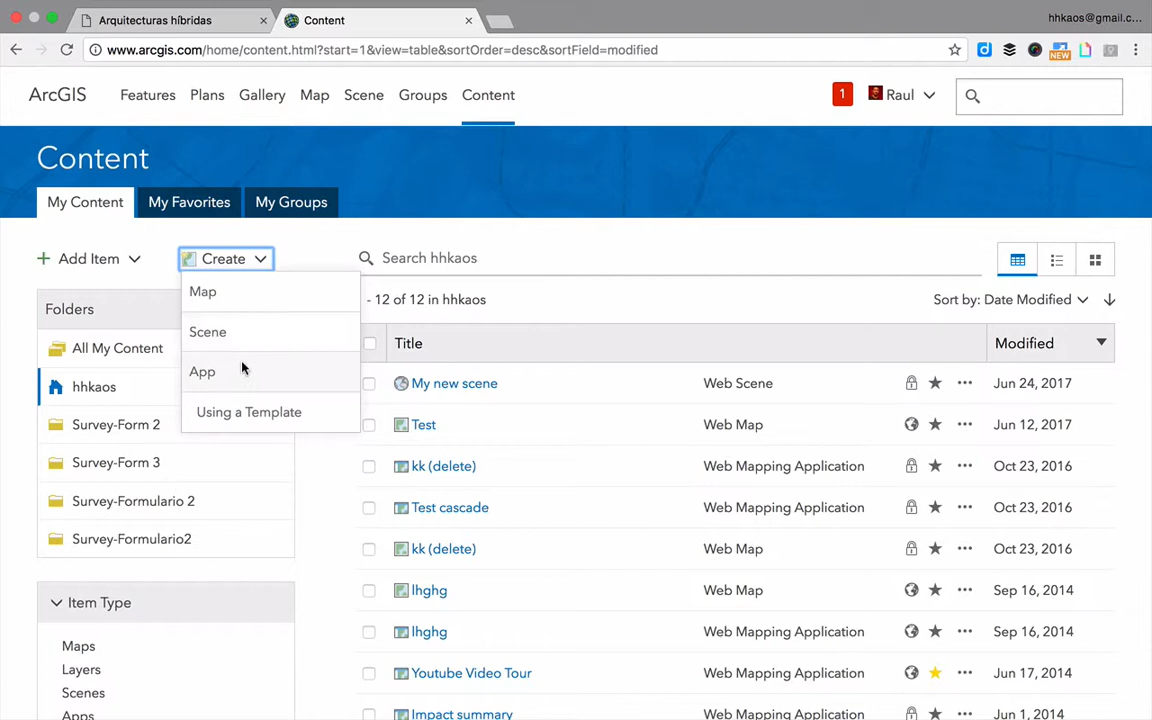 Arquitecturas híbridas
Content
hhkaos@gmail.c...
www.arcgis.com/home/content.html?start=1&view=table&sortOrder=desc&sortField=modified
NEW
ArcGIS Features Plans Gallery Map Scene Groups Content
1 Raul
Content
My Content My Favorites My Groups
+ Add Item Create
Search hhkaos
Map
Scene
App
Using a Template
- 12 of 12 in hhkaos
Sort by: Date Modified
Folders
All My Content
hhkaos
Survey-Form 2
Survey-Form 3
Survey-Formulario 2
Survey-Formulario2
Item Type
Maps
Layers
Scenes
Apps
Title Modified
My new scene Web Scene Jun 24, 2017
Test Web Map Jun 12, 2017
kk (delete) Web Mapping Application Oct 23, 2016
Test cascade Web Mapping Application Oct 23, 2016
kk (delete) Web Map Oct 23, 2016
lhghg Web Map Sep 16, 2014
lhghg Web Mapping Application Sep 16, 2014
Youtube Video Tour Web Mapping Application Jun 17, 2014
Impact summary Web Mapping Application Jun 1, 2014